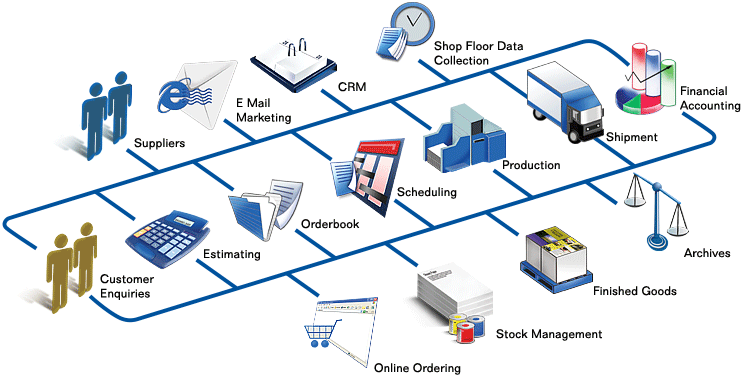 Shop Floor Data
Collection
Financial
Accounting
CRM
E Mail
Marketing
Suppliers
Shipment
Production
Scheduling
Orderbook
Estimating
Customer
Enquiries
Archives
Finished Goods
Stock Management
Online Ordering